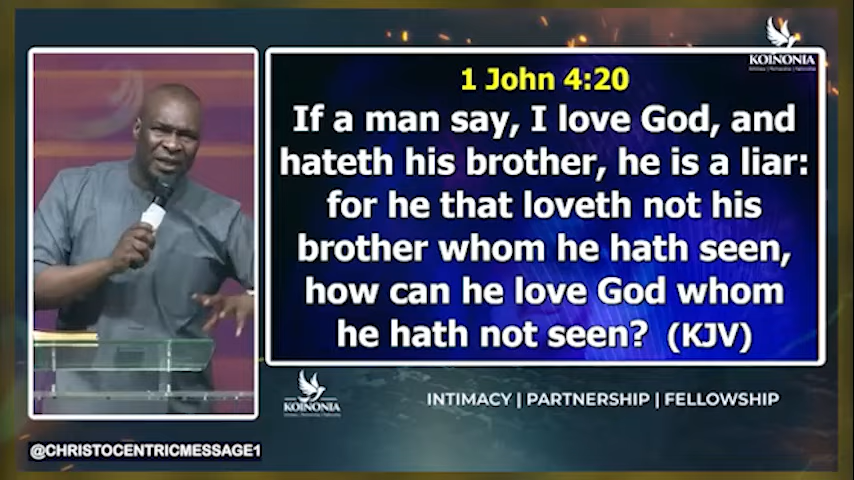 KOINONIA
1 John 4:20
If a man say, I love God, and
hateth his brother, he is a liar:
for he that loveth not his
brother whom he hath seen,
how can he love God whom
he hath not seen? (KJV)
KOINONIA
INTIMACY | PARTNERSHIP | FELLOWSHIP
@CHRISTOCENTRICMESSAGE1